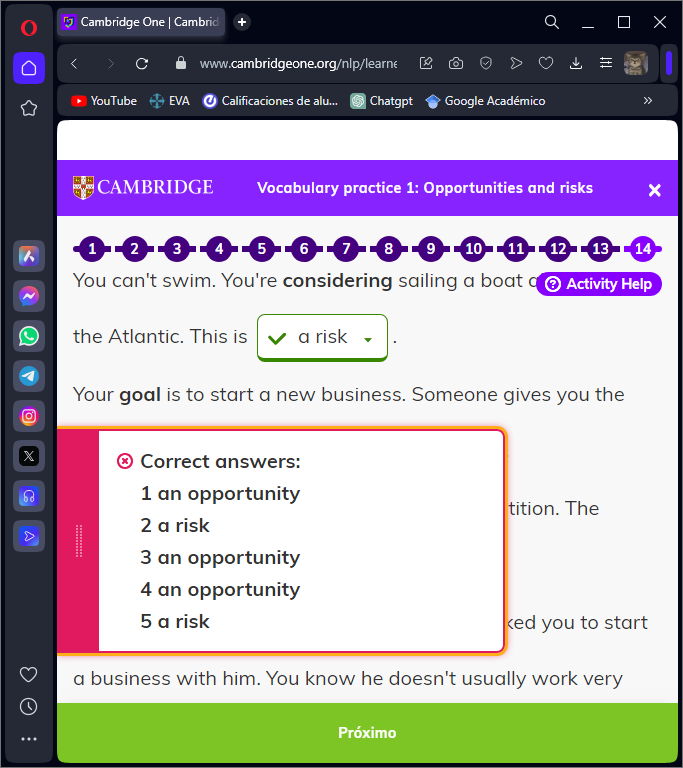 Cambridge One | Cambrid
www.cambridgeone.org/nlp/learne
YouTube
EVA
Calificaciones de alu...
Chatgpt
Google Académico
CAMBRIDGE
Vocabulary practice 1: Opportunities and risks
1 2 3 4 5 6 7 8 9 10 11 12 13 14
You can't swim. You're considering sailing a boat a
Activity Help
the Atlantic. This is a risk .
Your goal is to start a new business. Someone gives you the
Correct answers:
1 an opportunity
2 a risk
tition. The
3 an opportunity
4 an opportunity
5 a risk
ked you to start
a business with him. You know he doesn't usually work very
Próximo